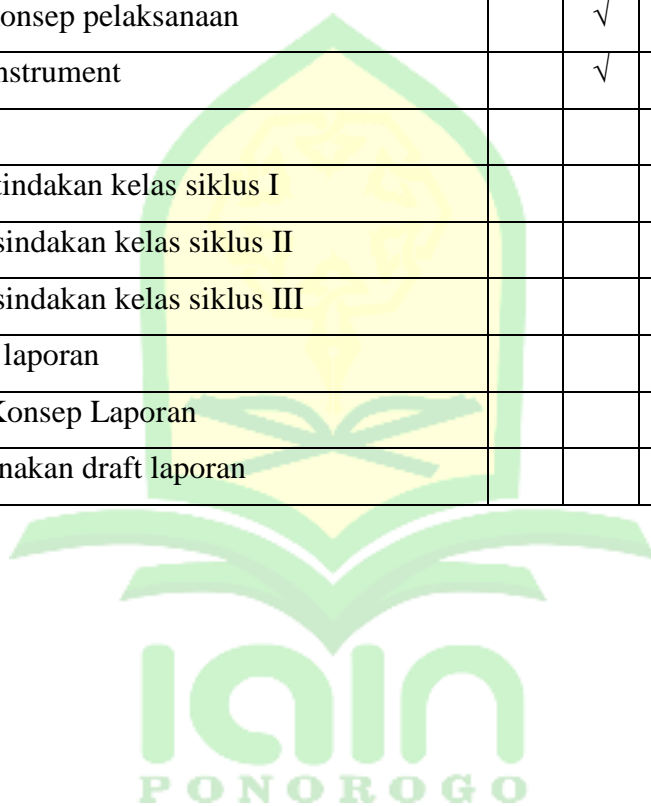 onsep pelaksanaan √
nstrument √
tindakan kelas siklus I
sindakan kelas siklus II
sindakan kelas siklus III
laporan
Konsep Laporan
nakan draft laporan
IAIN
PONOROGO